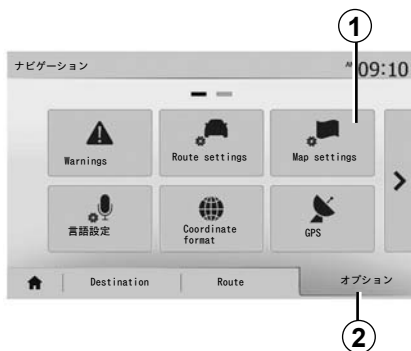 1
ナビゲーション
AM 09:10
Warnings
Route settings
Map settings
言語設定
Coordinate
format
GPS
Destination
Route
オプション
2